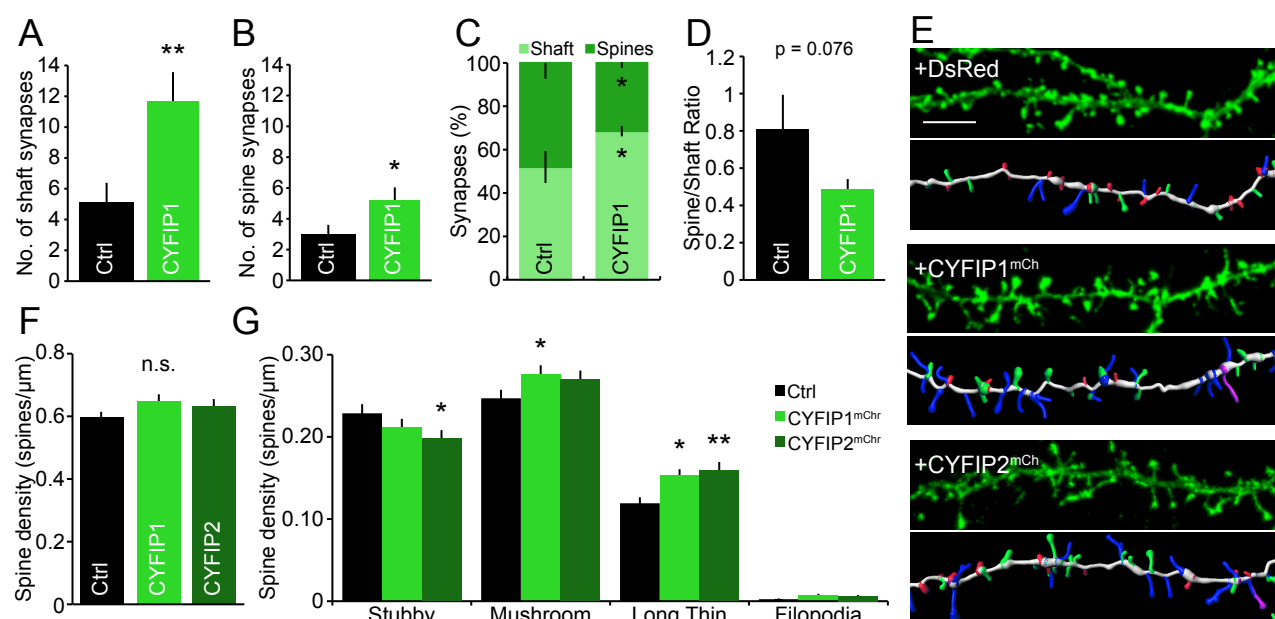 A
**
14
12
10
8
6
4
2
0
No. of shaft synapses
Ctrl
CYFIP1
B
*
14
12
10
8
6
4
2
0
No. of spine synapses
Ctrl
CYFIP1
C
Shaft Spines
100
80
60
40
20
0
Synapses (%)
*
*
Ctrl
CYFIP1
D
p = 0.076
1.2
1
0.8
0.6
0.4
0.2
0
Spine/Shaft Ratio
Ctrl
CYFIP1
E
+DsRed
+CYFIP1mCh
+CYFIP2mCh
F
n.s.
0.8
0.6
0.4
0.2
0
Spine density (spines/µm)
Ctrl
CYFIP1
CYFIP2
G
0.30
0.20
0.10
0
Spine density (spines/µm)
*
*
*
**
Ctrl
CYFIP1mChr
CYFIP2mChr
Stubby Mushroom Long Thin Filopodia